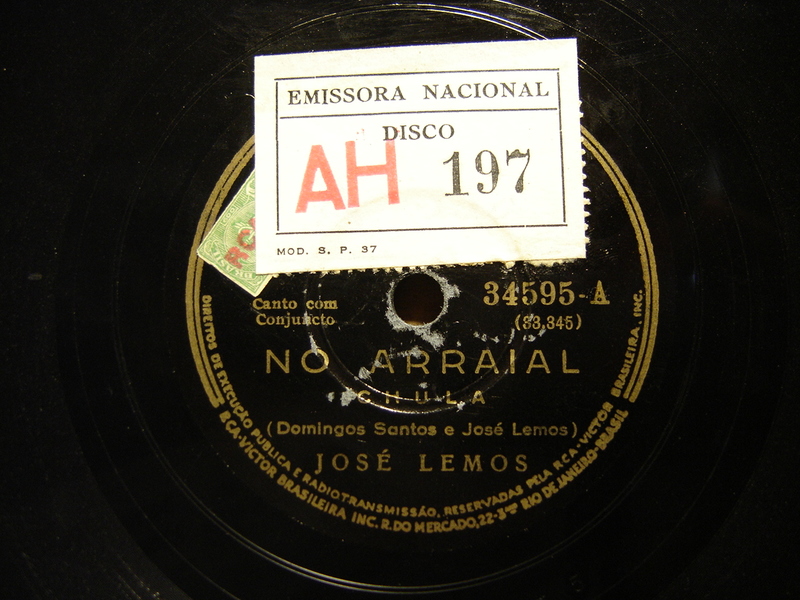 EMISSORA NACIONAL
DISCO
AH 197
MOD. S. P. 37
BRASIL
Canto com
Conjuncto
34595-A
(33,345)
NO ARRAIAL
CHULA
(Domingos Santos e José Lemos)
JOSÉ LEMOS
DIREITOS DE EXECUÇÃO PUBLICA E RADIOTRANSMISSÃO, RESERVADAS PELA RCA-VICTOR BRASILEIRA, INC.
RCA-VICTOR BRASILEIRA INC. R. DO MERCADO, 22-3º RIO DE JANEIRO-BRASIL